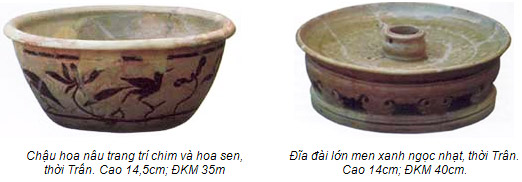 Chậu hoa nâu trang trí chim và hoa sen,
thời Trần. Cao 14,5cm; ĐKM 35m
Đĩa đài lớn men xanh ngọc nhạt, thời Trần.
Cao 14cm; ĐKM 40cm.